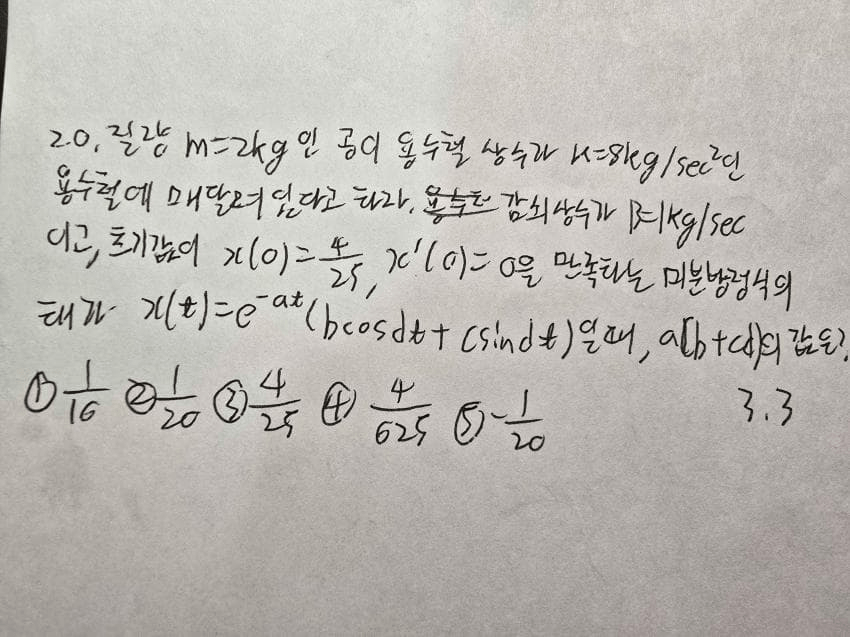 20. 질량 m=2kg인 공이 용수철 상수가 k=8kg/sec²인
용수철에 매달려 있다고 하라. 용수처 감쇠상수가 B=1kg/sec
이고, 초기값이 x(0)=4/25, x'(0)=0을 만족하는 미분방정식의
해가 x(t)=e^-at(bcosdt+csindt)일 때, a(b+cd)의 값은?
① 1/16 ② 1/20 ③ 4/25 ④ 4/625 ⑤ -1/20 3.3